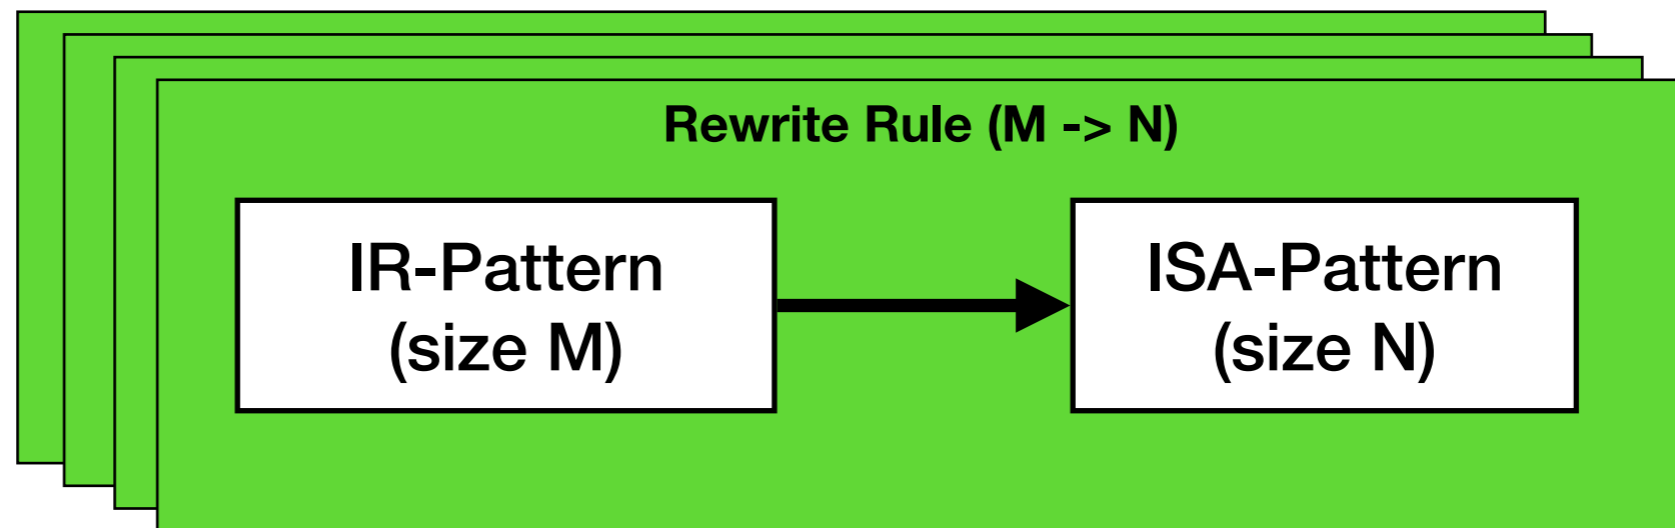 Rewrite Rule (M -> N)
IR-Pattern
(size M)
ISA-Pattern
(size N)